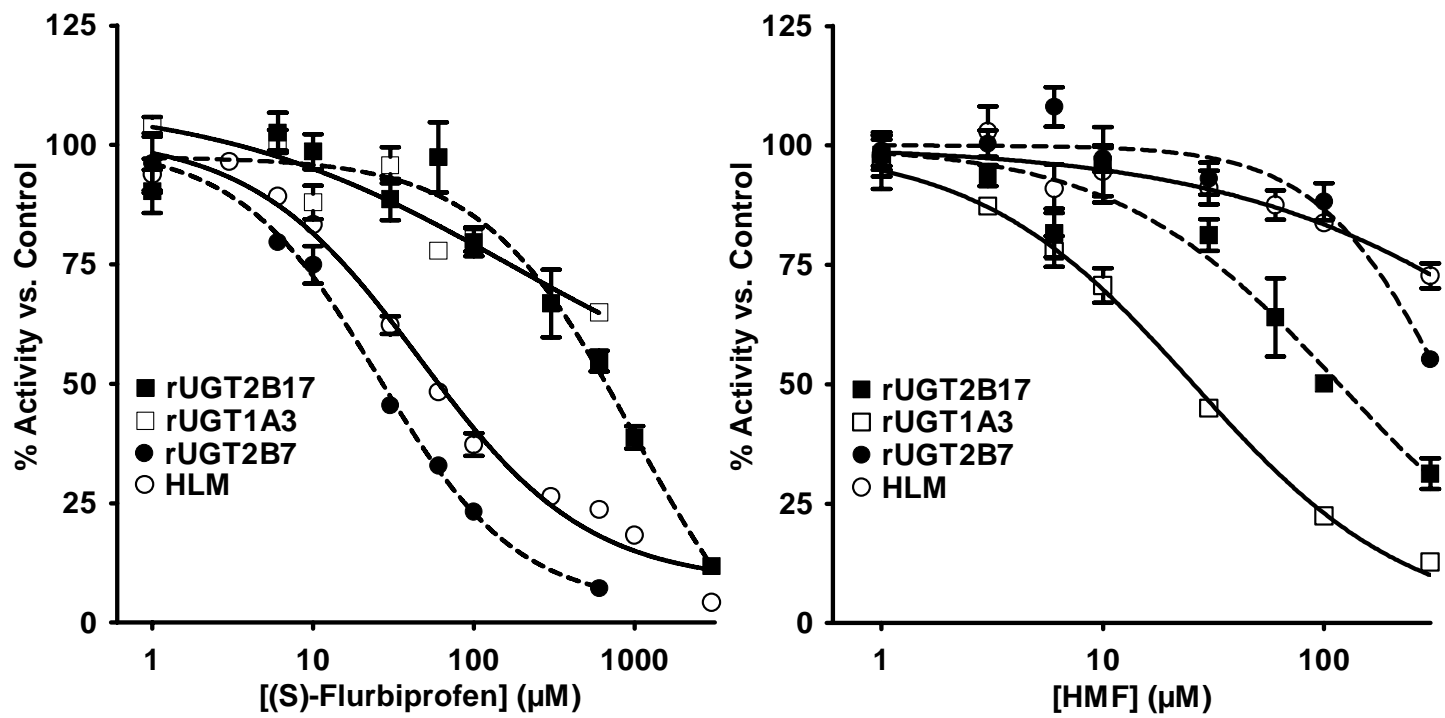 % Activity vs. Control
125
100
75
50
25
0
rUGT2B17
rUGT1A3
rUGT2B7
HLM
1 10 100 1000
[(S)-Flurbiprofen] (µM)
% Activity vs. Control
125
100
75
50
25
0
rUGT2B17
rUGT1A3
rUGT2B7
HLM
1 10 100
[HMF] (µM)